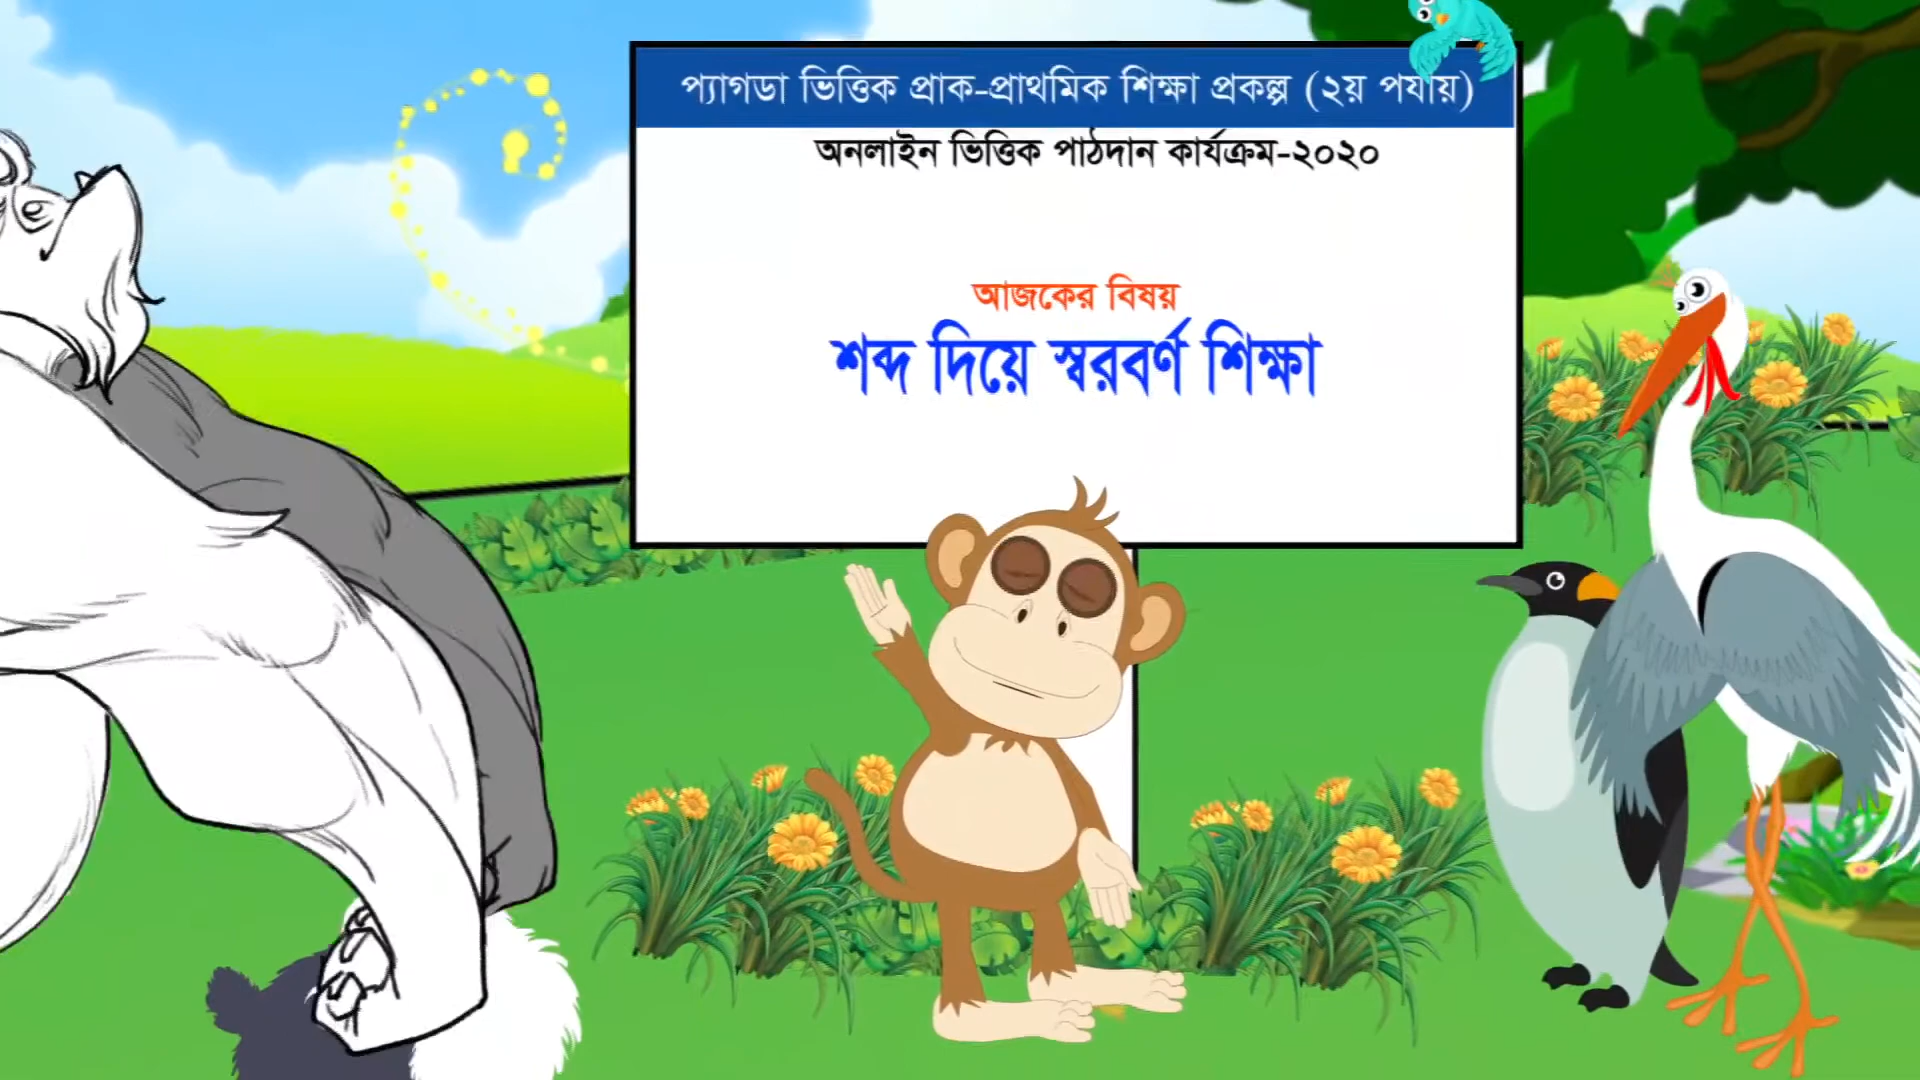 প্যাগডা ভিত্তিক প্রাক-প্রাথমিক শিক্ষা প্রকল্প (২য় পর্যায়)
অনলাইন ভিত্তিক পাঠদান কার্যক্রম-২০২০
আজকের বিষয়
শব্দ দিয়ে স্বরবর্ণ শিক্ষা